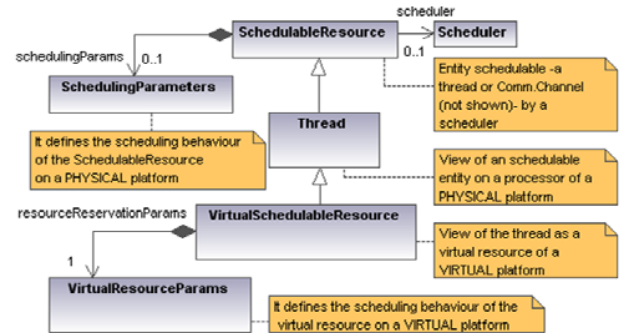 scheduler
SchedulableResource
Scheduler
schedulingParams
0..1
0..1
SchedulingParameters
Entity schedulable -a
thread or Comm.Channel
(not shown)- by a
scheduler
Thread
It defines the scheduling behaviour
of the SchedulableResource
on a PHYSICAL platform
View of an schedulable
entity on a processor of a
PHYSICAL platform
resourceReservationParams
VirtualSchedulableResource
View of the thread as a
virtual resource of a
VIRTUAL platform
1
VirtualResourceParams
It defines the scheduling behaviour of the
virtual resource on a VIRTUAL platform